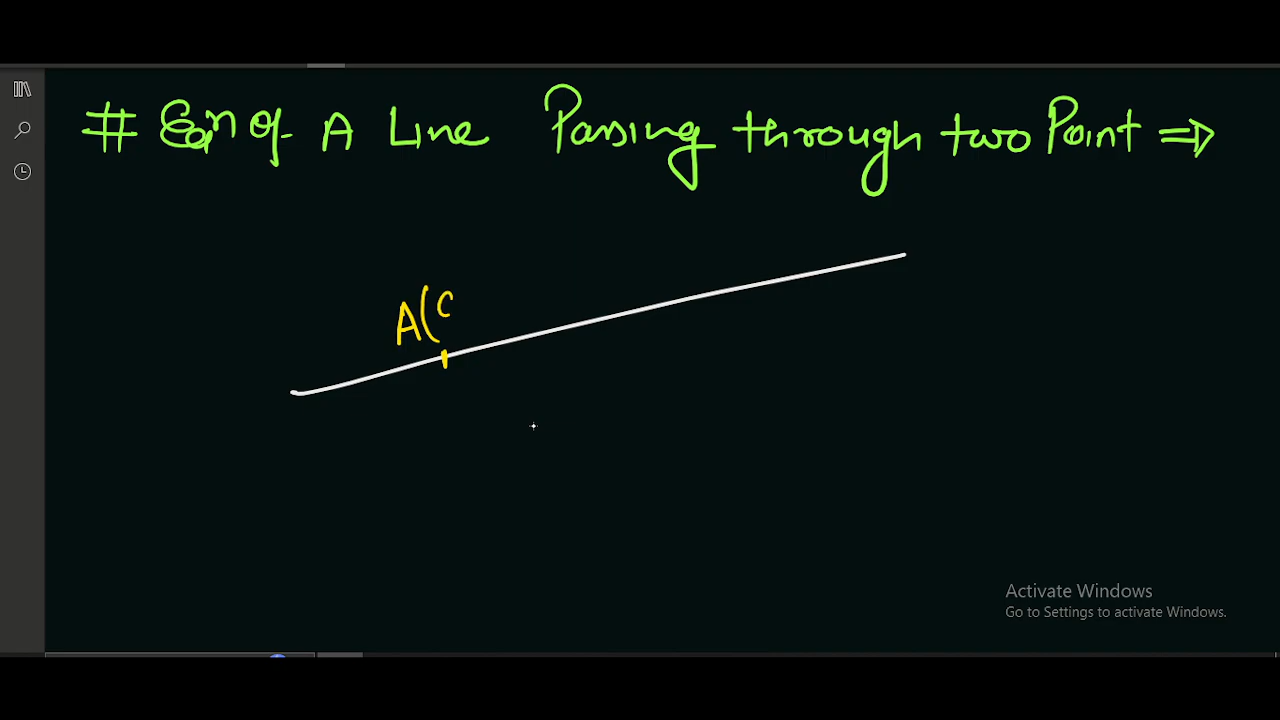 # Eqn of A Line Passing through two Point ⇒
A(
Activate Windows
Go to Settings to activate Windows.